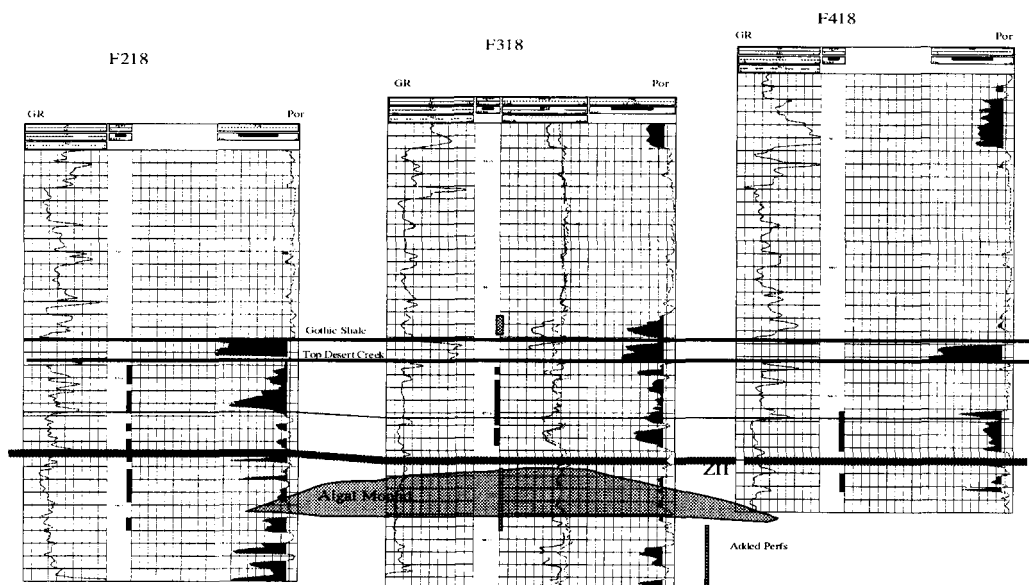 F218
F318
F418
GR
Por
GR
Por
GR
Por
Gothic Shale
Top Desert Creek
ZII
Algal Mound
Added Perfs